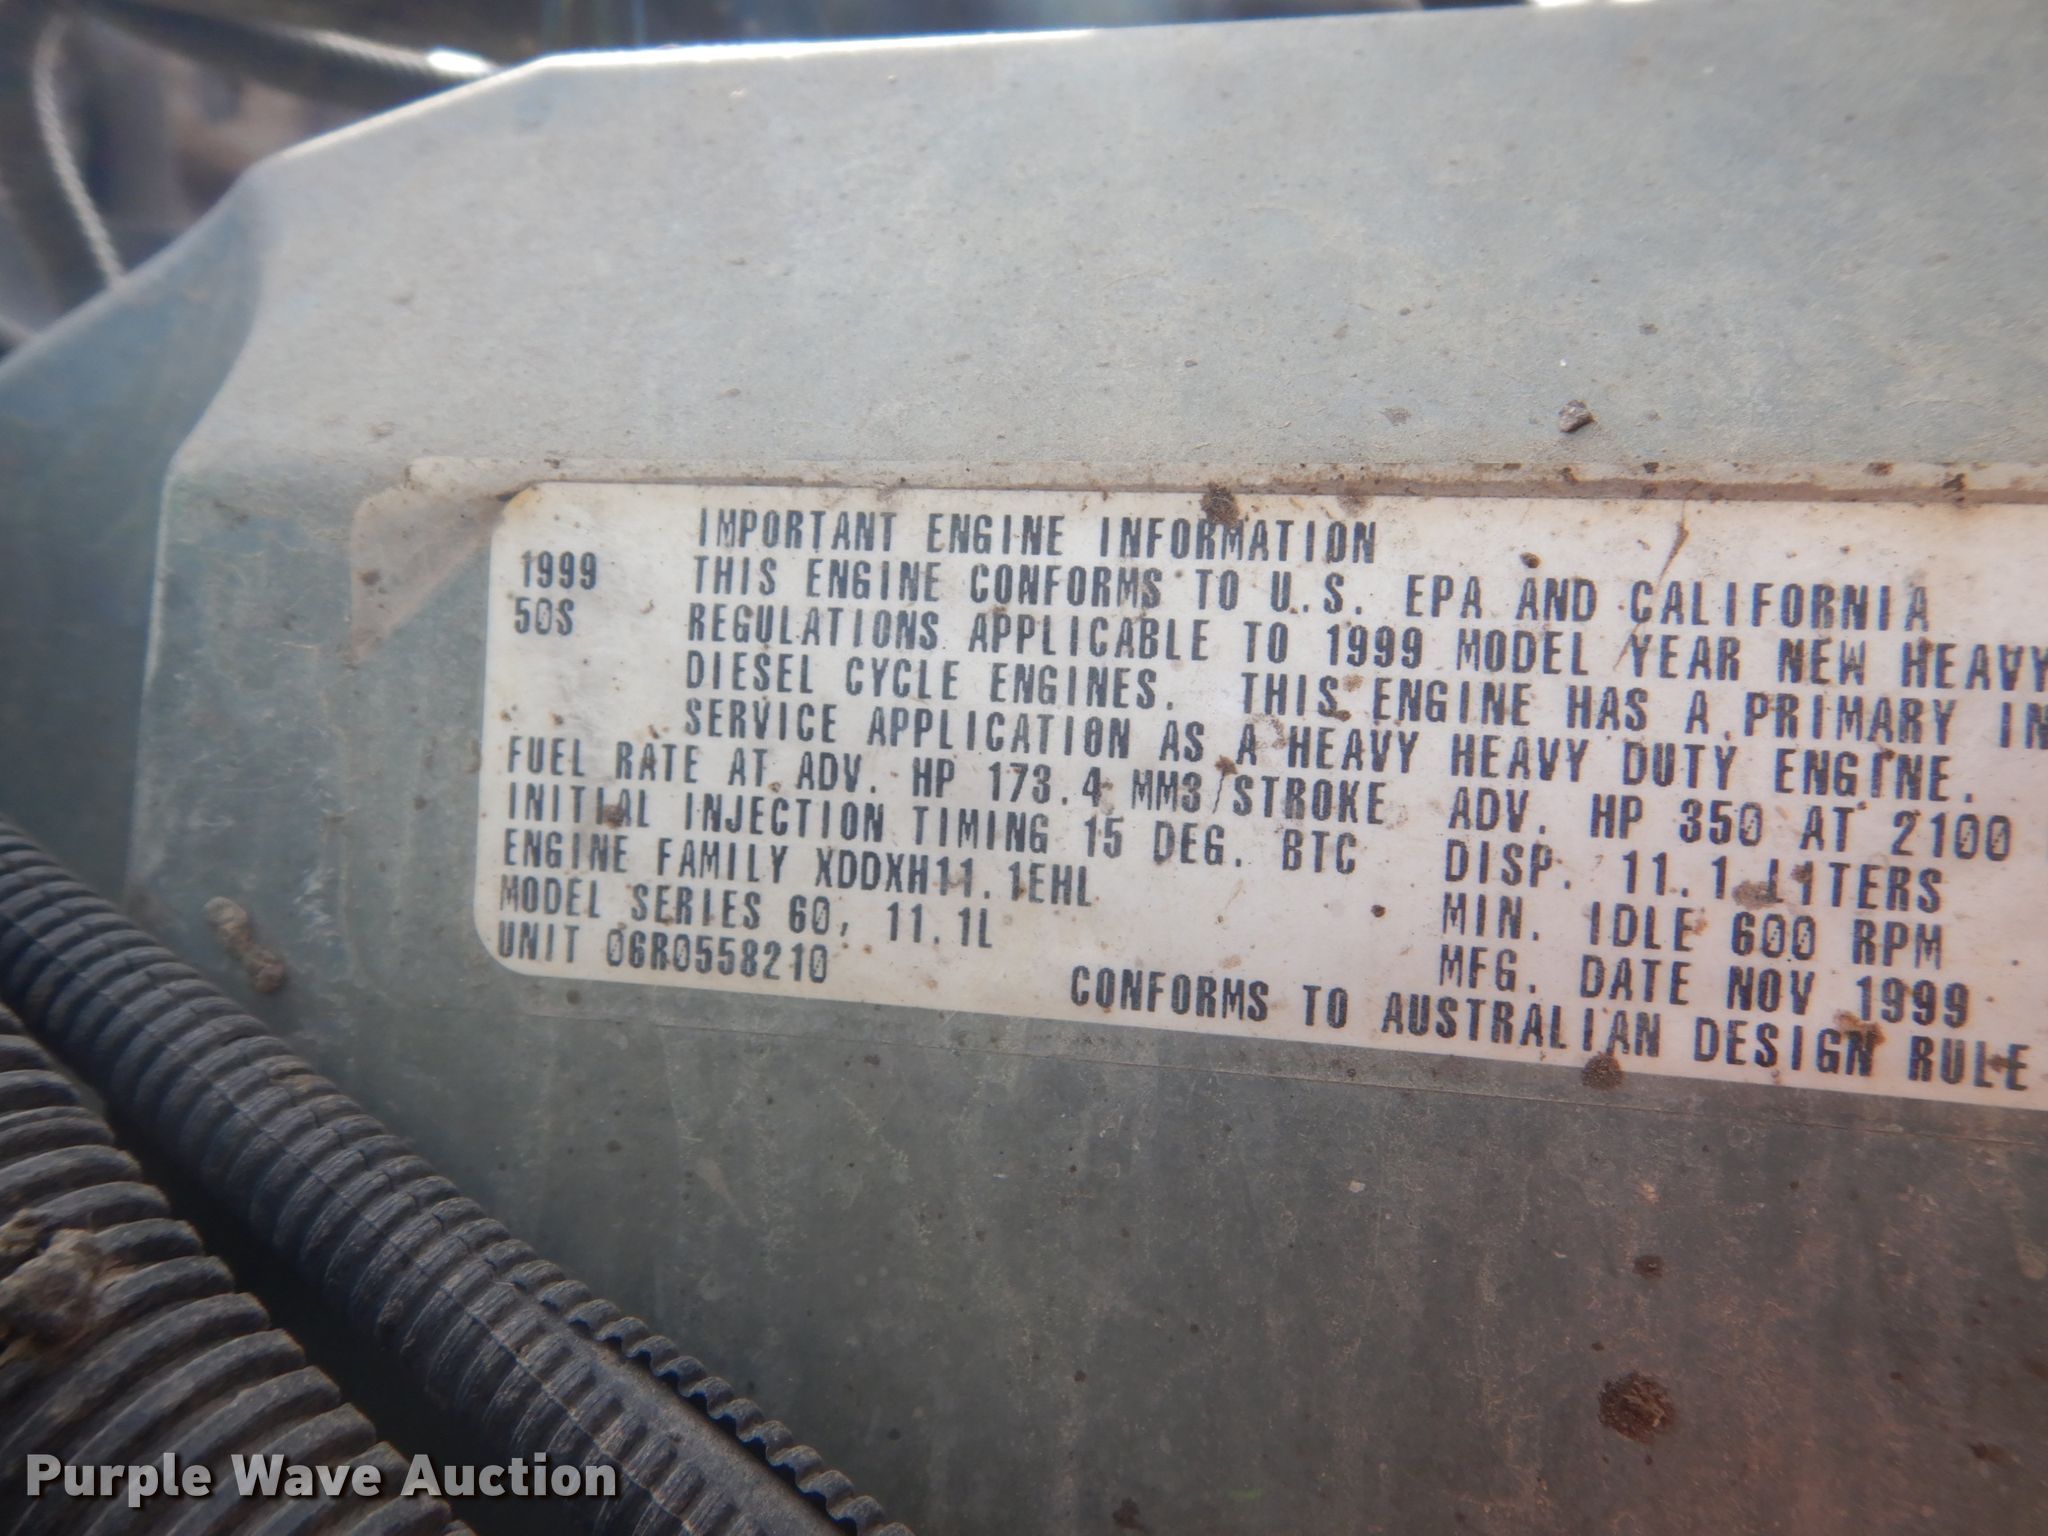 IMPORTANT ENGINE INFORMATION
1999 THIS ENGINE CONFORMS TO U.S. EPA AND CALIFORNIA
50S REGULATIONS APPLICABLE TO 1999 MODEL YEAR NEW HEAVY
DIESEL CYCLE ENGINES. THIS ENGINE HAS A PRIMARY IN
SERVICE APPLICATION AS A HEAVY HEAVY DUTY ENGINE.
FUEL RATE AT ADV. HP 173.4 MM3/STROKE ADV. HP 350 AT 2100
INITIAL INJECTION TIMING 15 DEG. BTC DISP. 11.1 LITERS
ENGINE FAMILY XDDXH11.1EHL MIN. IDLE 600 RPM
MODEL SERIES 60, 11.1L MFG. DATE NOV 1999
UNIT 06R0558210 CONFORMS TO AUSTRALIAN DESIGN RULE
Purple Wave Auction